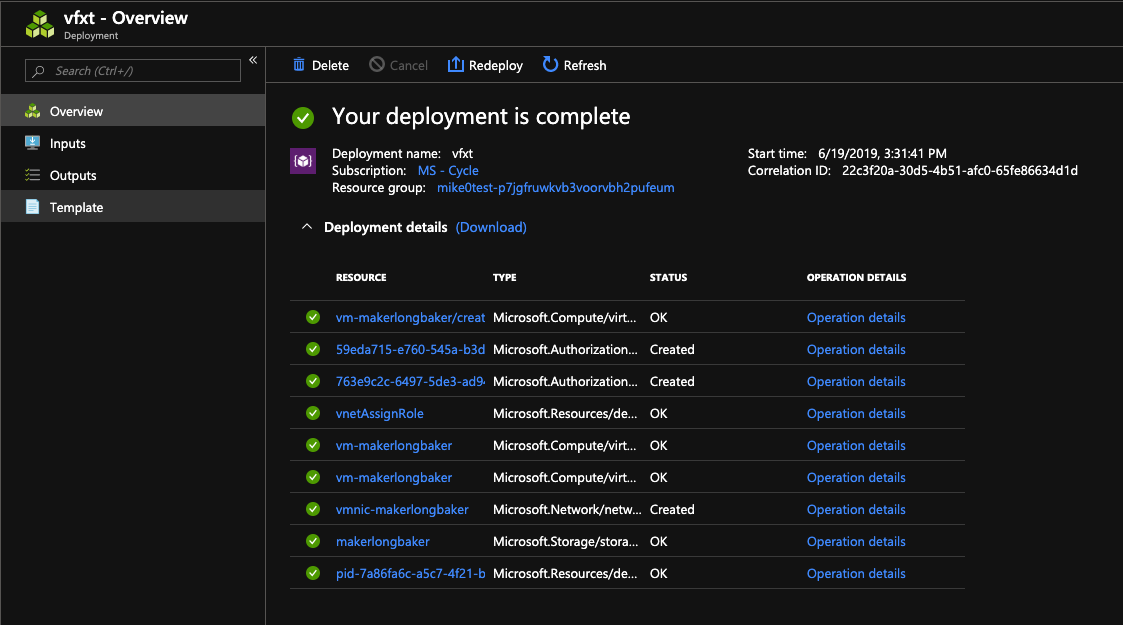 vfxt - Overview
Deployment
Search (Ctrl+/)
«
Overview
Inputs
Outputs
Template
Delete Cancel Redeploy Refresh
Your deployment is complete
Deployment name: vfxt
Subscription: MS - Cycle
Resource group: mike0test-p7jgfruwkvb3voorvbh2pufeum
Start time: 6/19/2019, 3:31:41 PM
Correlation ID: 22c3f20a-30d5-4b51-afc0-65fe86634d1d
Deployment details (Download)
RESOURCE TYPE STATUS OPERATION DETAILS
vm-makerlongbaker/creat Microsoft.Compute/virt... OK Operation details
59eda715-e760-545a-b3d Microsoft.Authorization... Created Operation details
763e9c2c-6497-5de3-ad94 Microsoft.Authorization... Created Operation details
vnetAssignRole Microsoft.Resources/de... OK Operation details
vm-makerlongbaker Microsoft.Compute/virt... OK Operation details
vm-makerlongbaker Microsoft.Compute/virt... OK Operation details
vmnic-makerlongbaker Microsoft.Network/netw... Created Operation details
makerlongbaker Microsoft.Storage/stora... OK Operation details
pid-7a86fa6c-a5c7-4f21-b Microsoft.Resources/de... OK Operation details